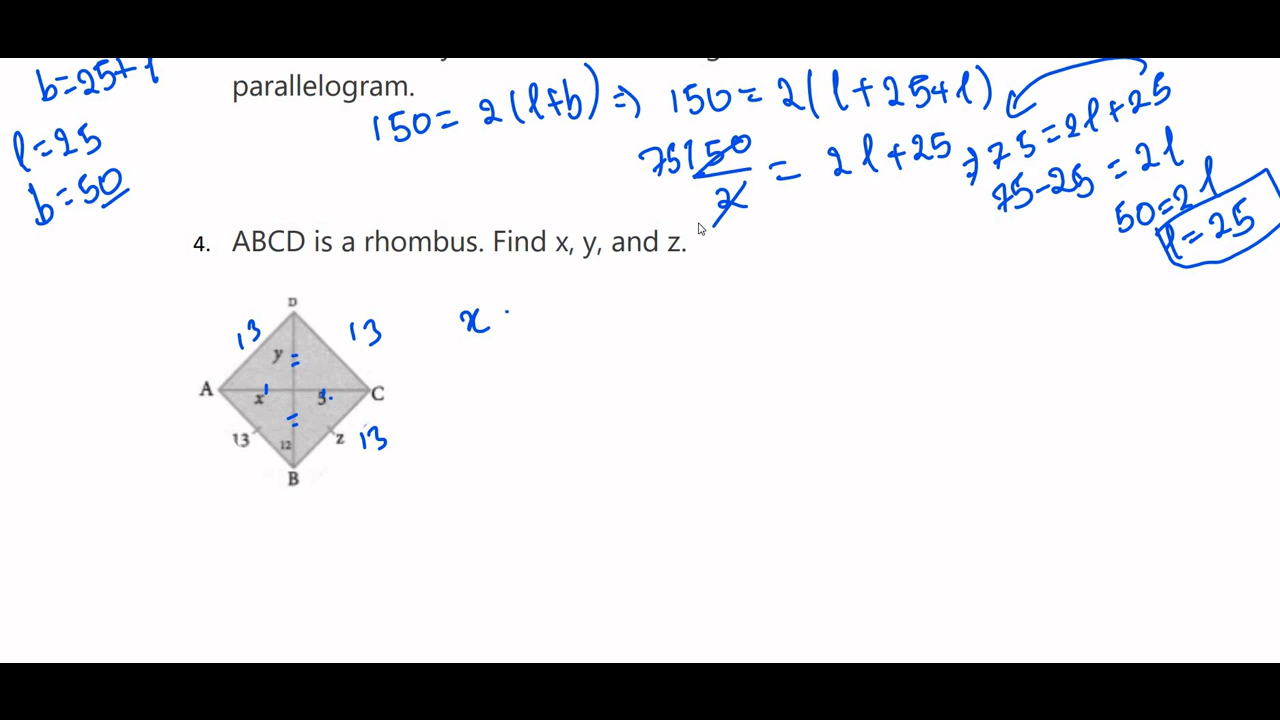 b=25+l
parallelogram.
150=2(l+b)⇒ 150=2(l+25+l)
l=25
b=50
75 150/2 = 2l+25 ⇒ 75=2l+25
75-25=2l
50=2l
l=25
4. ABCD is a rhombus. Find x, y, and z.
D
13 13
y
x
A C
x 5
13 12 z 13
B